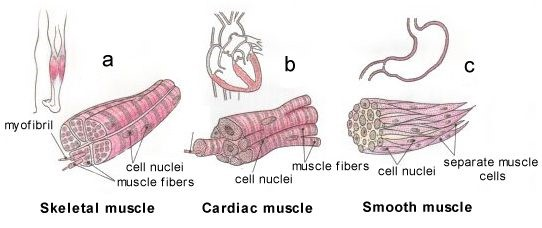 a
b
c
myofibril
cell nuclei
muscle fibers
cell nuclei
muscle fibers
cell nuclei
separate muscle
cells
Skeletal muscle
Cardiac muscle
Smooth muscle